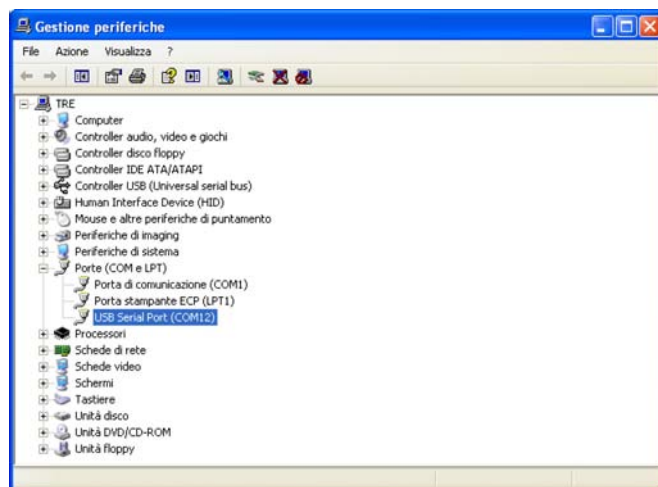 Gestione periferiche
File Azione Visualizza ?
TRE
Computer
Controller audio, video e giochi
Controller disco floppy
Controller IDE ATA/ATAPI
Controller USB (Universal serial bus)
Human Interface Device (HID)
Mouse e altre periferiche di puntamento
Periferiche di imaging
Periferiche di sistema
Porte (COM e LPT)
Porta di comunicazione (COM1)
Porta stampante ECP (LPT1)
USB Serial Port (COM12)
Processori
Schede di rete
Schede video
Schermi
Tastiere
Unità disco
Unità DVD/CD-ROM
Unità floppy